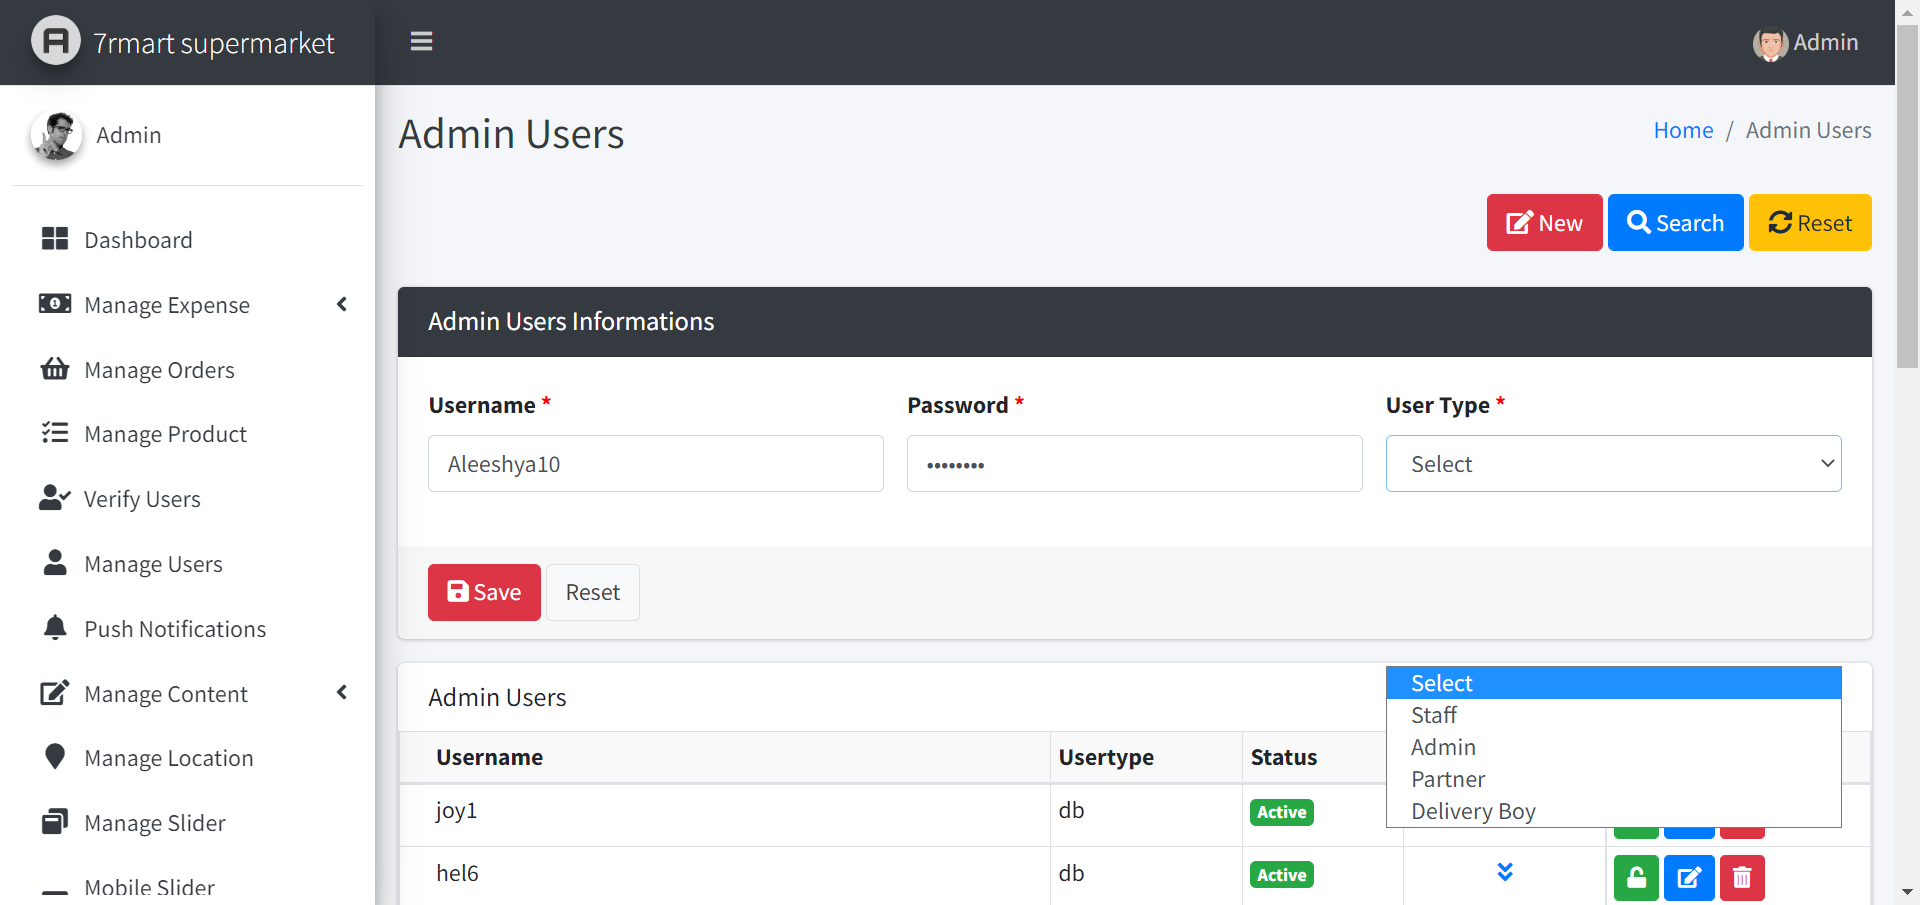 7rmart supermarket
Admin
Admin
Admin Users
Home / Admin Users
Dashboard
Manage Expense
Manage Orders
Manage Product
Verify Users
Manage Users
Push Notifications
Manage Content
Manage Location
Manage Slider
Mobile Slider
New
Search
Reset
Admin Users Informations
Username *
Password *
User Type *
Aleeshya10
••••••••
Select
Save
Reset
Admin Users
Select
Staff
Admin
Partner
Delivery Boy
Username Usertype Status
joy1 db Active
hel6 db Active